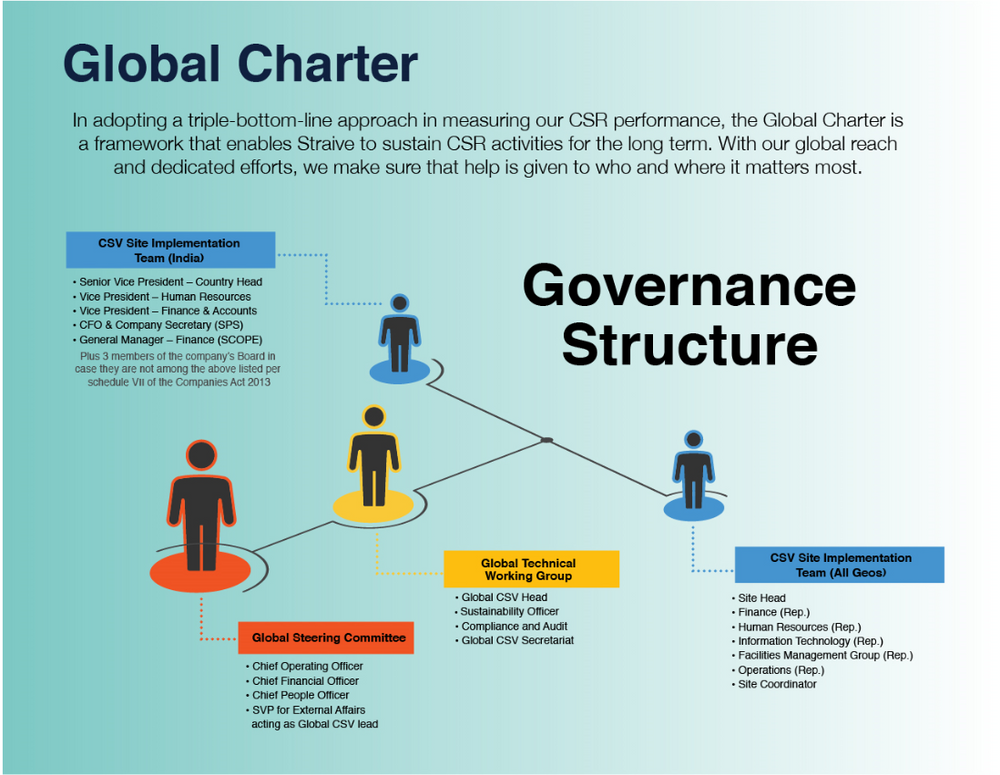 Global Charter
In adopting a triple-bottom-line approach in measuring our CSR performance, the Global Charter is
a framework that enables Straive to sustain CSR activities for the long term. With our global reach
and dedicated efforts, we make sure that help is given to who and where it matters most.
Governance
Structure
CSV Site Implementation
Team (India)
• Senior Vice President – Country Head
• Vice President – Human Resources
• Vice President – Finance & Accounts
• CFO & Company Secretary (SPS)
• General Manager – Finance (SCOPE)
Plus 3 members of the company's Board in
case they are not among the above listed per
schedule VII of the Companies Act 2013
Global Steering Committee
• Chief Operating Officer
• Chief Financial Officer
• Chief People Officer
• SVP for External Affairs
acting as Global CSV lead
Global Technical
Working Group
• Global CSV Head
• Sustainability Officer
• Compliance and Audit
• Global CSV Secretariat
CSV Site Implementation
Team (All Geos)
• Site Head
• Finance (Rep.)
• Human Resources (Rep.)
• Information Technology (Rep.)
• Facilities Management Group (Rep.)
• Operations (Rep.)
• Site Coordinator